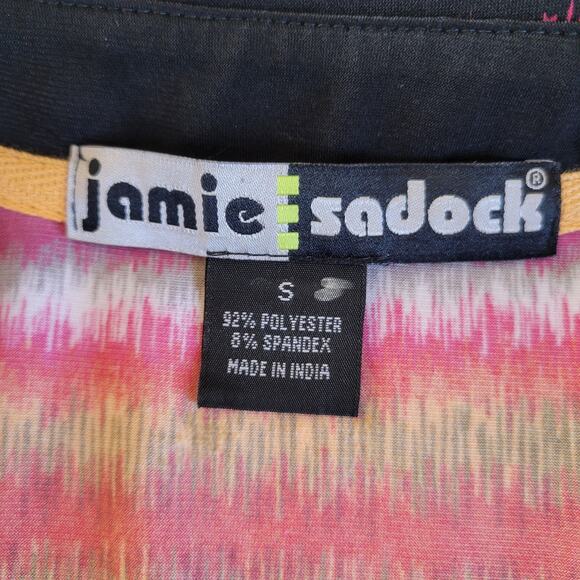 jamie sadock®
S
92% POLYESTER
8% SPANDEX
MADE IN INDIA